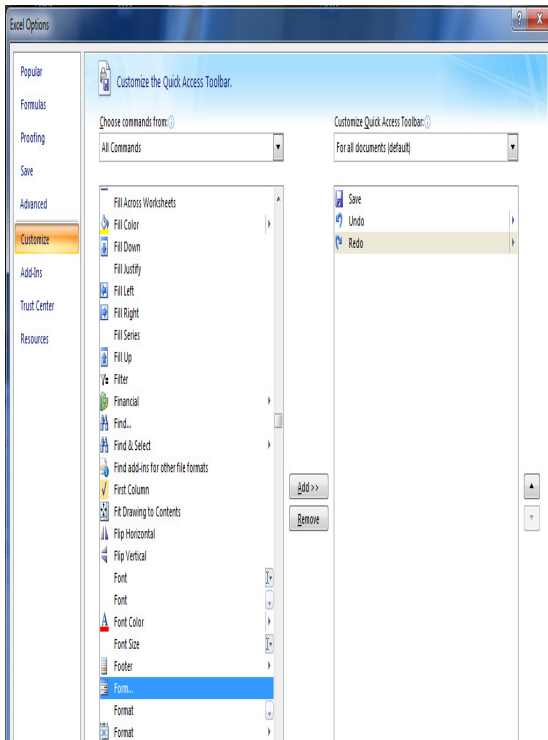 Excel Options
Popular
Formulas
Proofing
Save
Advanced
Customize
Add-Ins
Trust Center
Resources
Customize the Quick Access Toolbar.
Choose commands from:
All Commands
Fill Across Worksheets
Fill Color
Fill Down
Fill Justify
Fill Left
Fill Right
Fill Series
Fill Up
Filter
Financial
Find...
Find & Select
Find add-ins for other file formats
First Column
Fit Drawing to Contents
Flip Horizontal
Flip Vertical
Font
Font
Font Color
Font Size
Footer
Form...
Format
Format
Add >>
Remove
Customize Quick Access Toolbar:
For all documents (default)
Save
Undo
Redo